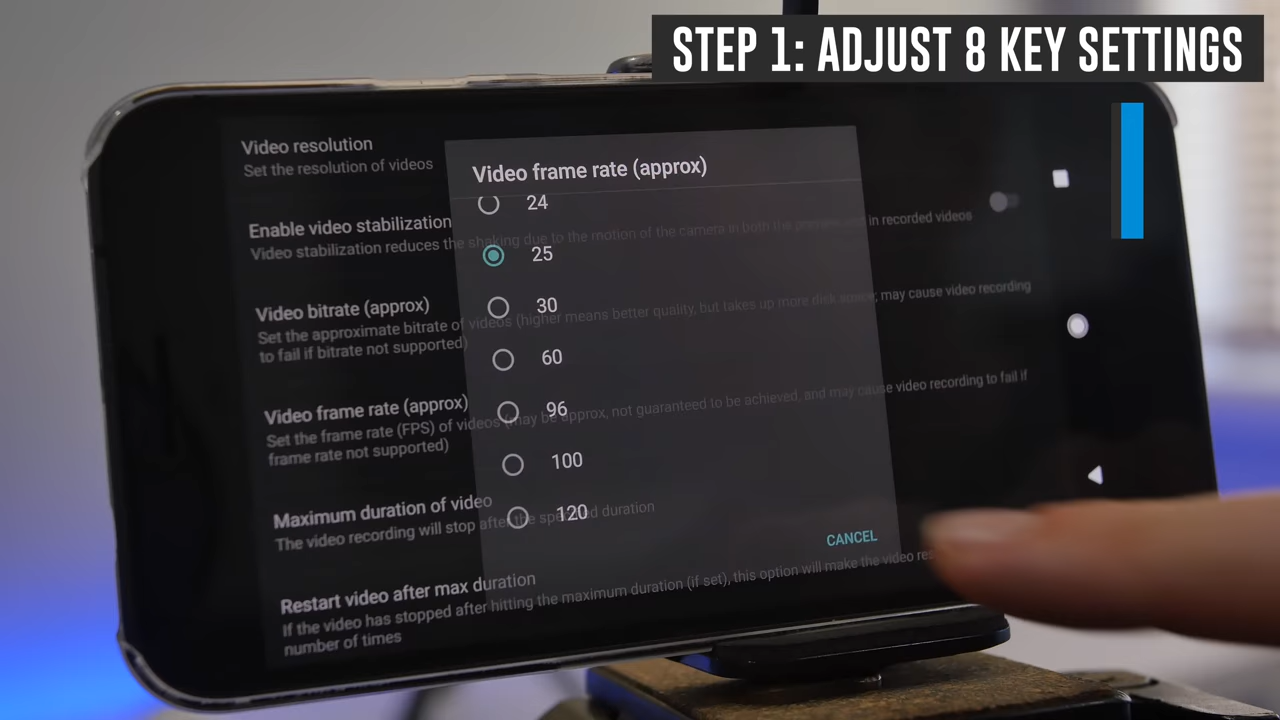 STEP 1: ADJUST 8 KEY SETTINGS
Video resolution
Set the resolution of videos
Enable video stabilization
Video stabilization reduces the shaking due to the motion of the camera in both the preview and in recorded videos
Video bitrate (approx)
Set the approximate bitrate of videos (higher means better quality, but takes up more disk space; may cause video recording
to fail if bitrate not supported)
Video frame rate (approx)
Set the frame rate (FPS) of videos (may be approx, not guaranteed to be achieved, and may cause video recording to fail if
frame rate not supported)
Maximum duration of video
The video recording will stop after the specified duration
Restart video after max duration
If the video has stopped after hitting the maximum duration (if set), this option will make the video
number of times
Video frame rate (approx)
24
25
30
60
96
100
120
CANCEL